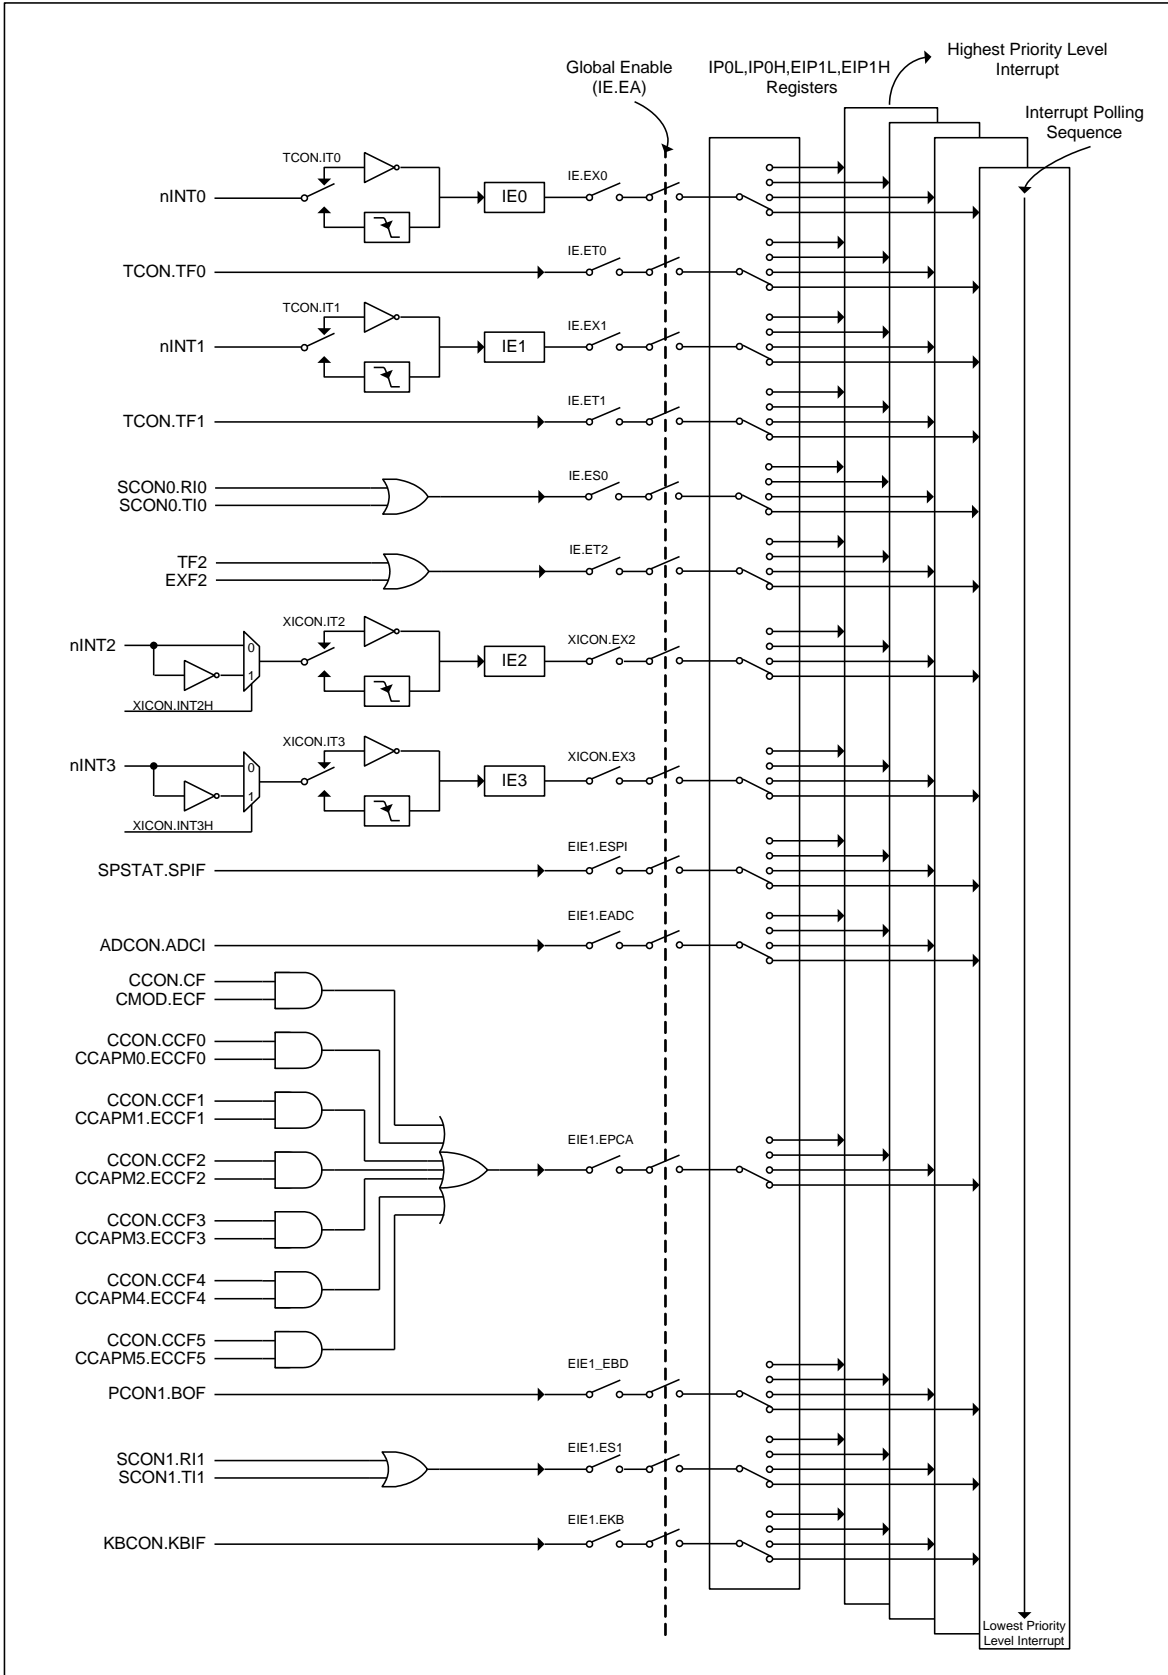 Highest Priority Level
Interrupt
Global Enable
(IE.EA)
IP0L,IP0H,EIP1L,EIP1H
Registers
Interrupt Polling
Sequence
TCON.IT0
nINT0
IE0
IE.EX0
TCON.TF0
IE.ET0
TCON.IT1
nINT1
IE1
IE.EX1
TCON.TF1
IE.ET1
SCON0.RI0
SCON0.TI0
IE.ES0
TF2
EXF2
IE.ET2
nINT2
0
1
XICON.INT2H
XICON.IT2
IE2
XICON.EX2
nINT3
0
1
XICON.INT3H
XICON.IT3
IE3
XICON.EX3
SPSTAT.SPIF
EIE1.ESPI
ADCON.ADCI
EIE1.EADC
CCON.CF
CMOD.ECF
CCON.CCF0
CCAPM0.ECCF0
CCON.CCF1
CCAPM1.ECCF1
CCON.CCF2
CCAPM2.ECCF2
EIE1.EPCA
CCON.CCF3
CCAPM3.ECCF3
CCON.CCF4
CCAPM4.ECCF4
CCON.CCF5
CCAPM5.ECCF5
PCON1.BOF
EIE1_EBD
SCON1.RI1
SCON1.TI1
EIE1.ES1
KBCON.KBIF
EIE1.EKB
Lowest Priority
Level Interrupt